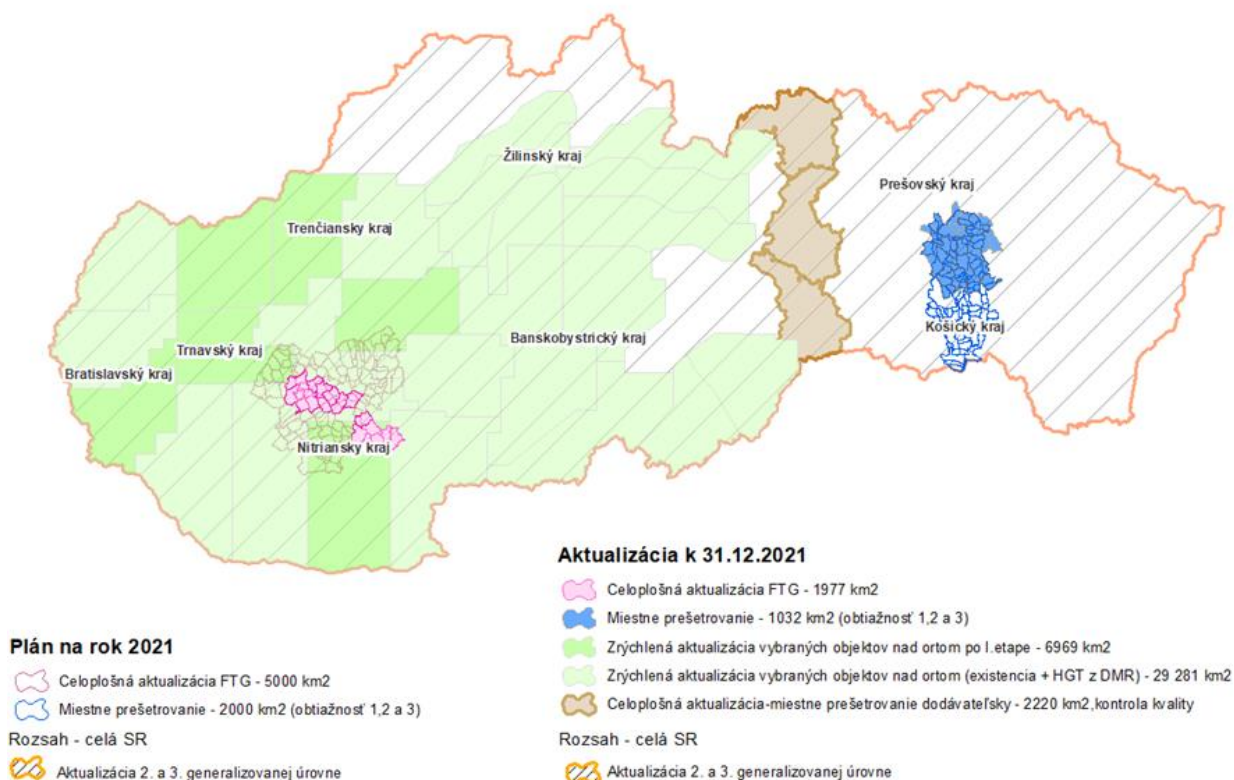 Žilinský kraj
Prešovský kraj
Trenčiansky kraj
Košický kraj
Banskobystrický kraj
Trnavský kraj
Bratislavský kraj
Nitriansky kraj
Plán na rok 2021
Celoplošná aktualizácia FTG - 5000 km2
Miestne prešetrovanie - 2000 km2 (obtiažnosť 1,2 a 3)
Rozsah - celá SR
Aktualizácia 2. a 3. generalizovanej úrovne
Aktualizácia k 31.12.2021
Celoplošná aktualizácia FTG - 1977 km2
Miestne prešetrovanie - 1032 km2 (obtiažnosť 1,2 a 3)
Zrýchlená aktualizácia vybraných objektov nad ortom po I.etape - 6969 km2
Zrýchlená aktualizácia vybraných objektov nad ortom (existencia + HGT z DMR) - 29 281 km2
Celoplošná aktualizácia-miestne prešetrovanie dodávateľsky - 2220 km2,kontrola kvality
Rozsah - celá SR
Aktualizácia 2. a 3. generalizovanej úrovne